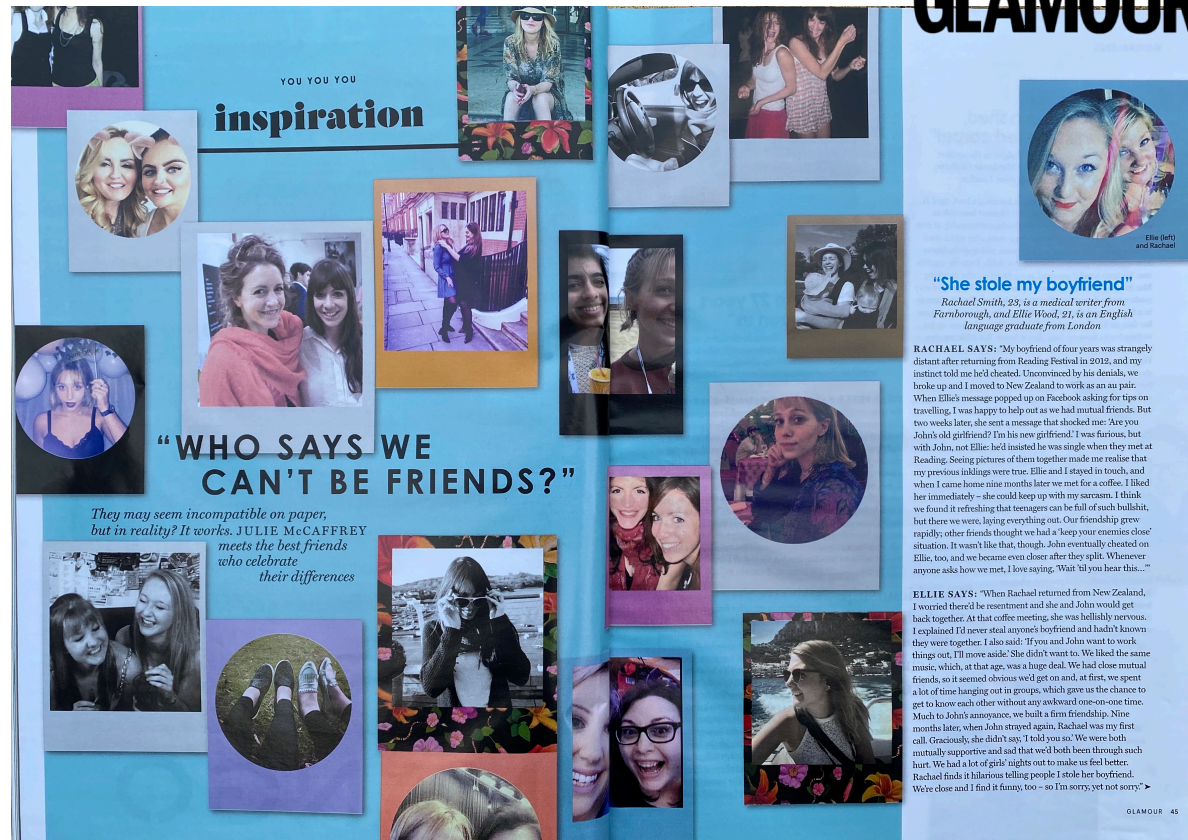 GLAMOUR
YOU YOU YOU
inspiration
“WHO SAYS WE
CAN’T BE FRIENDS?”
They may seem incompatible on paper,
but in reality? It works. JULIE McCAFFREY
meets the best friends
who celebrate
their differences
Ellie (left)
and Rachael
“She stole my boyfriend”
Rachael Smith, 23, is a medical writer from
Farnborough, and Ellie Wood, 21, is an English
language graduate from London
RACHAEL SAYS: “My boyfriend of four years was strangely
distant after returning from Reading Festival in 2012, and my
instinct told me he’d cheated. Unconvinced by his denials, we
broke up and I moved to New Zealand to work as an au pair.
When Ellie’s message popped up on Facebook asking for tips on
travelling, I was happy to help out as we had mutual friends. But
two weeks later, she sent a message that shocked me: ‘Are you
John’s old girlfriend? I’m his new girlfriend.’ I was furious, but
with John, not Ellie: he’d insisted he was single when they met at
Reading. Seeing pictures of them together made me realise that
my previous inklings were true. Ellie and I stayed in touch, and
when I came home nine months later we met for a coffee. I liked
her immediately – she could keep up with my sarcasm. I think
we found it refreshing that teenagers can be full of such bullshit,
but there we were, laying everything out. Our friendship grew
rapidly; other friends thought we had a ‘keep your enemies close’
situation. It wasn’t like that, though. John eventually cheated on
Ellie, too, and we became even closer after they split. Whenever
anyone asks how we met, I love saying, ‘Wait ’til you hear this...’”
ELLIE SAYS: “When Rachael returned from New Zealand,
I worried there’d be resentment and she and John would get
back together. At that coffee meeting, she was hellishly nervous.
I explained I’d never steal anyone’s boyfriend and hadn’t known
they were together. I also said: ‘If you and John want to work
things out, I’ll move aside.’ She didn’t want to. We liked the same
music, which, at that age, was a huge deal. We had close mutual
friends, so it seemed obvious we’d get on and, at first, we spent
a lot of time hanging out in groups, which gave us the chance to
get to know each other without any awkward one-on-one time.
Much to John’s annoyance, we built a firm friendship. Nine
months later, when John strayed again, Rachael was my first
call. Graciously, she didn’t say, ‘I told you so.’ We were both
mutually supportive and sad that we’d both been through such
hurt. We had a lot of girls’ nights out to make us feel better.
Rachael finds it hilarious telling people I stole her boyfriend.
We’re close and I find it funny, too – so I’m sorry, yet not sorry.” ➤
GLAMOUR 45